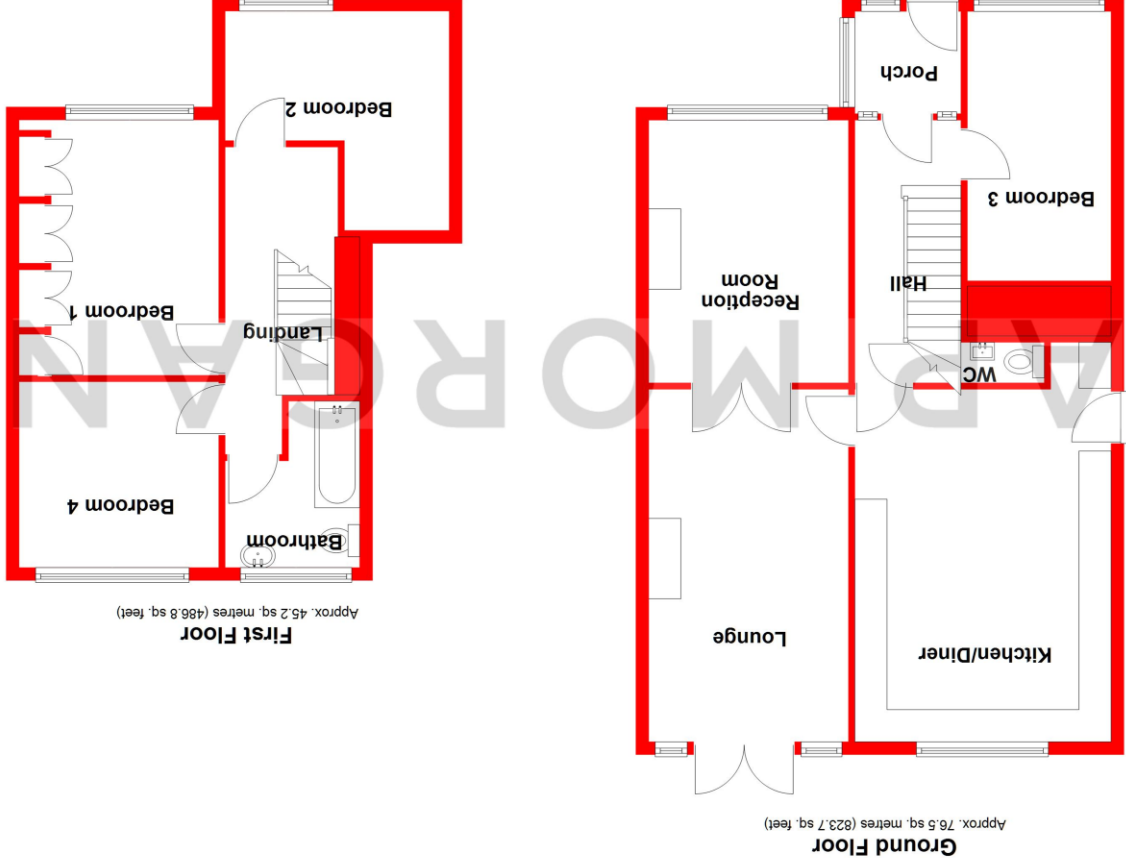 Ground Floor
Approx. 76.5 sq. metres (823.7 sq. feet)
Kitchen/Diner
Lounge
WC
Hall
Reception
Room
Bedroom 3
Porch
First Floor
Approx. 45.2 sq. metres (486.8 sq. feet)
Bathroom
Bedroom 4
Landing
Bedroom 1
Bedroom 2
AP MORGAN